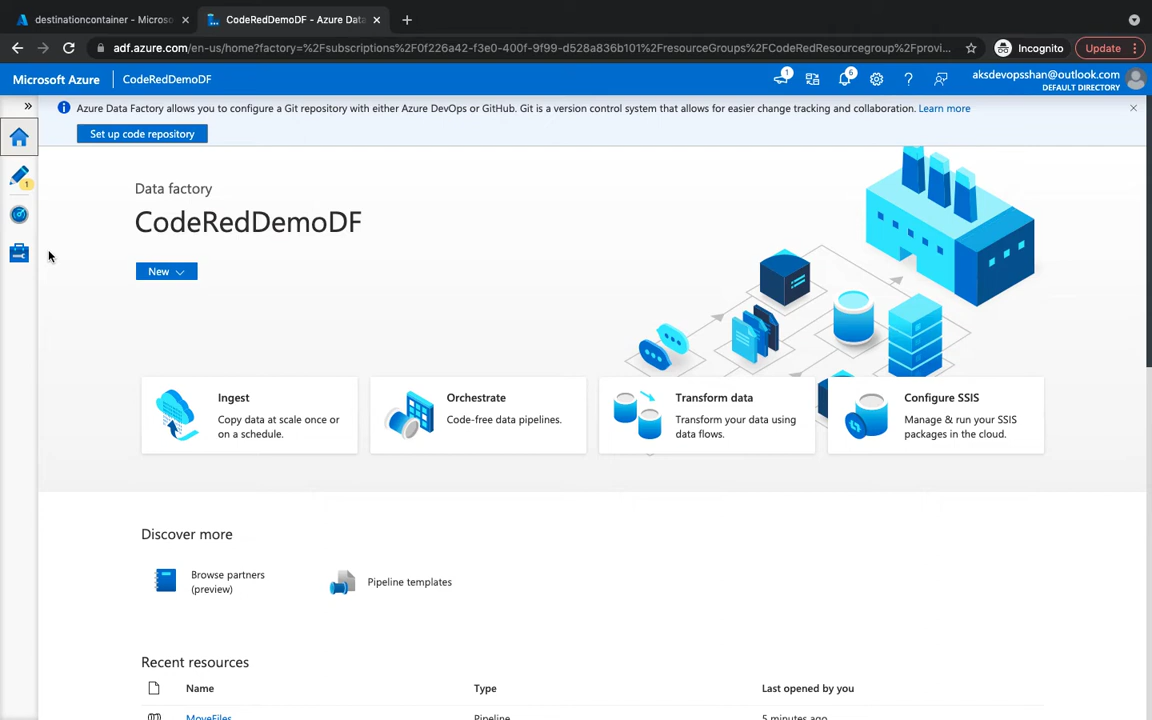 destinationcontainer - Microso
CodeRedDemoDF - Azure Data
adf.azure.com/en-us/home?factory=%2Fsubscriptions%2F0f226a42-f3e0-400f-9f99-d528a836b101%2FresourceGroups%2FCodeRedResourcegroup%2Fprovi...
Incognito
Update
Microsoft Azure
CodeRedDemoDF
1
6
aksdevopsshan@outlook.com
DEFAULT DIRECTORY
Azure Data Factory allows you to configure a Git repository with either Azure DevOps or GitHub. Git is a version control system that allows for easier change tracking and collaboration. Learn more
Set up code repository
1
Data factory
CodeRedDemoDF
New
Ingest
Copy data at scale once or
on a schedule.
Orchestrate
Code-free data pipelines.
Transform data
Transform your data using
data flows.
Configure SSIS
Manage & run your SSIS
packages in the cloud.
Discover more
Browse partners
(preview)
Pipeline templates
Recent resources
Name
Type
Last opened by you
MoveFiles
Pipeline
5 minutes ago